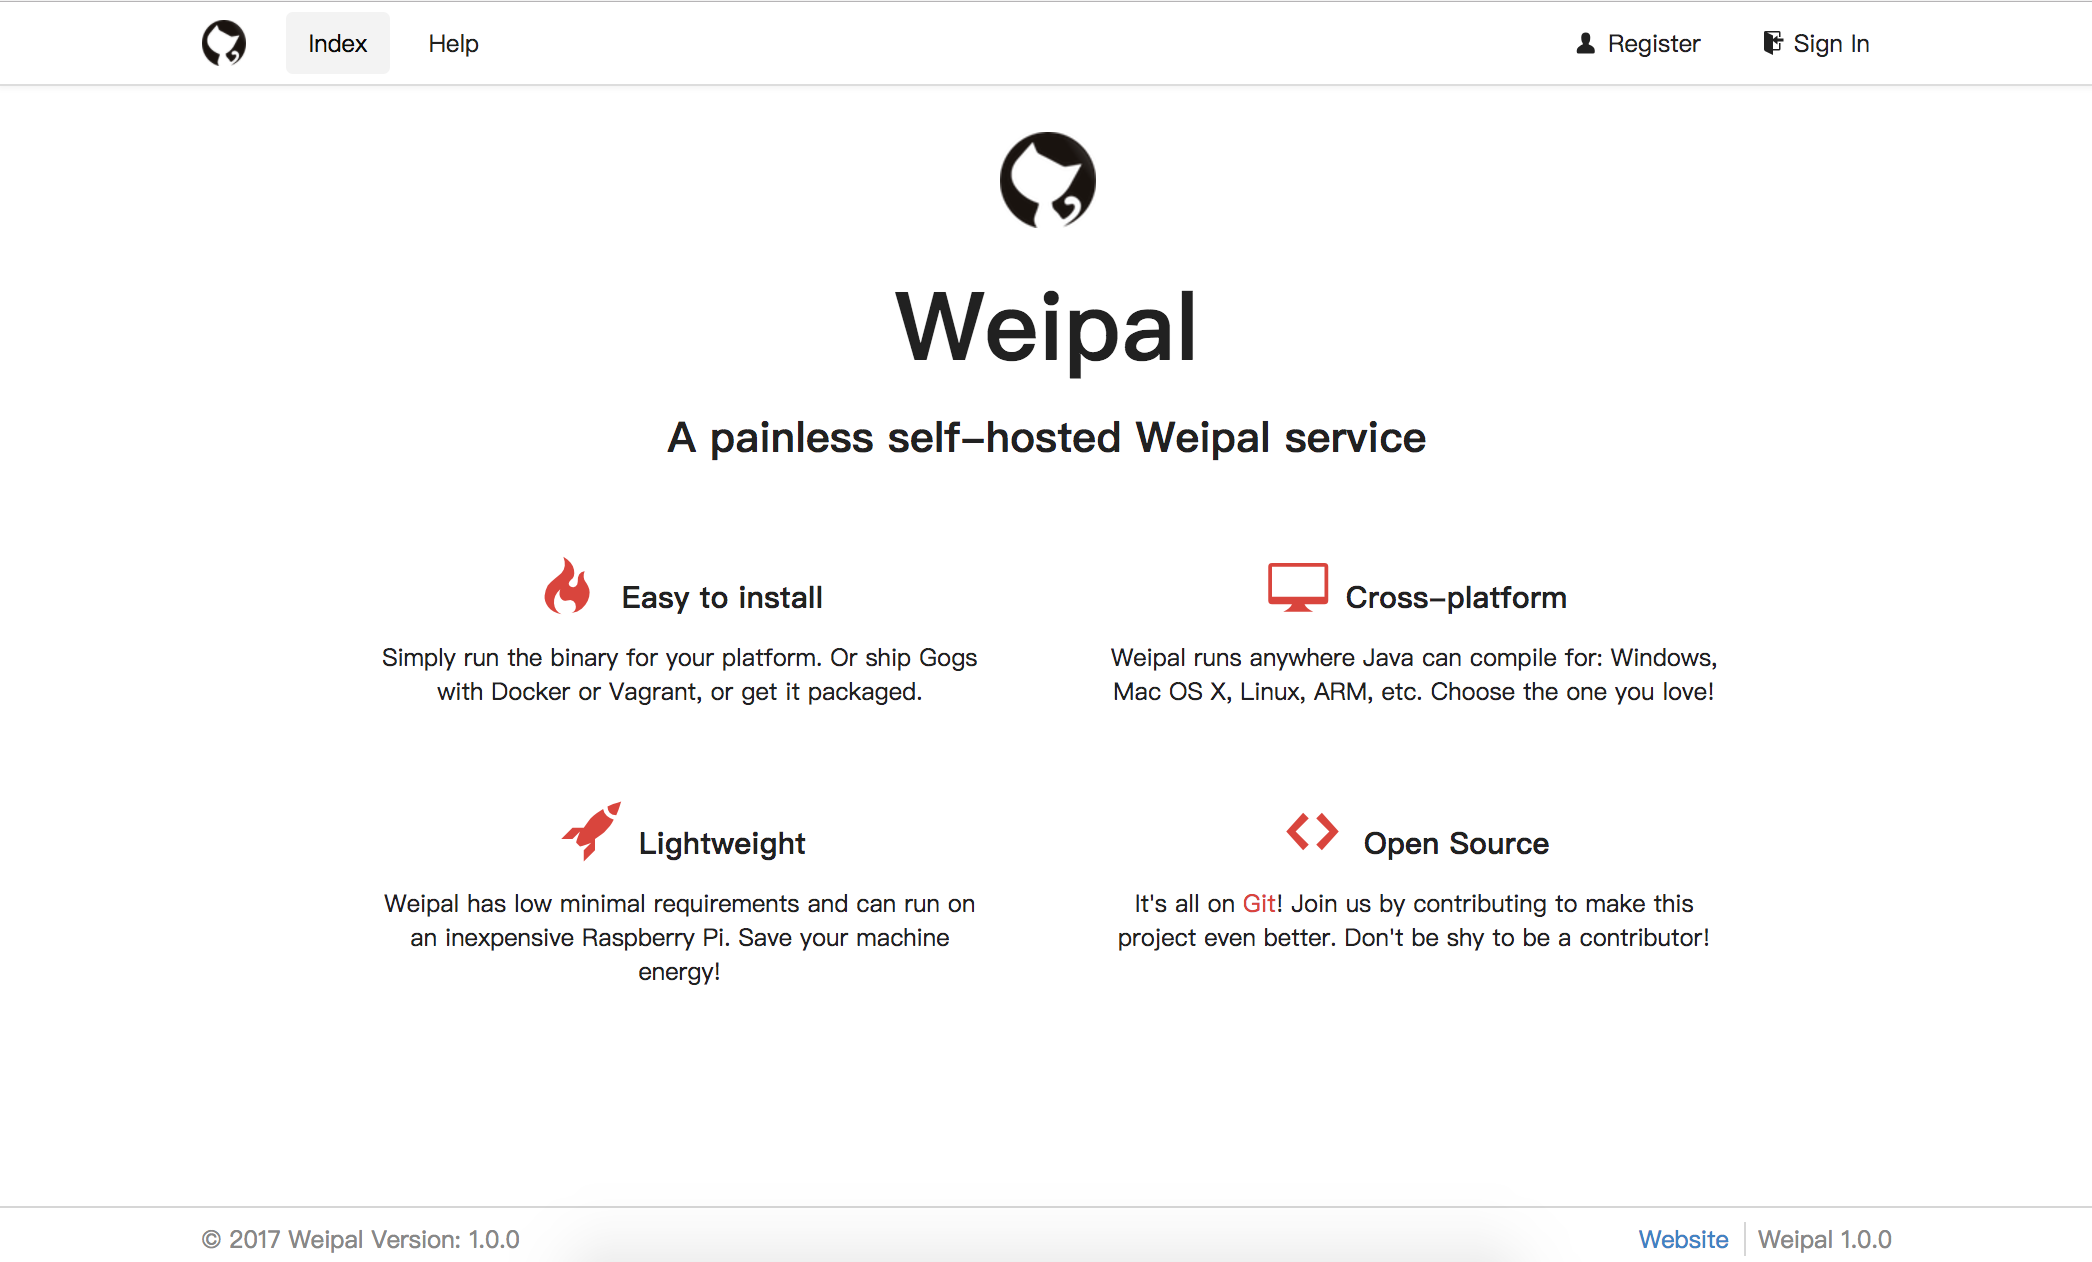 Index Help Register Sign In
Weipal
A painless self-hosted Weipal service
Easy to install
Simply run the binary for your platform. Or ship Gogs
with Docker or Vagrant, or get it packaged.
Cross-platform
Weipal runs anywhere Java can compile for: Windows,
Mac OS X, Linux, ARM, etc. Choose the one you love!
Lightweight
Weipal has low minimal requirements and can run on
an inexpensive Raspberry Pi. Save your machine
energy!
Open Source
It's all on Git! Join us by contributing to make this
project even better. Don't be shy to be a contributor!
© 2017 Weipal Version: 1.0.0 Website Weipal 1.0.0